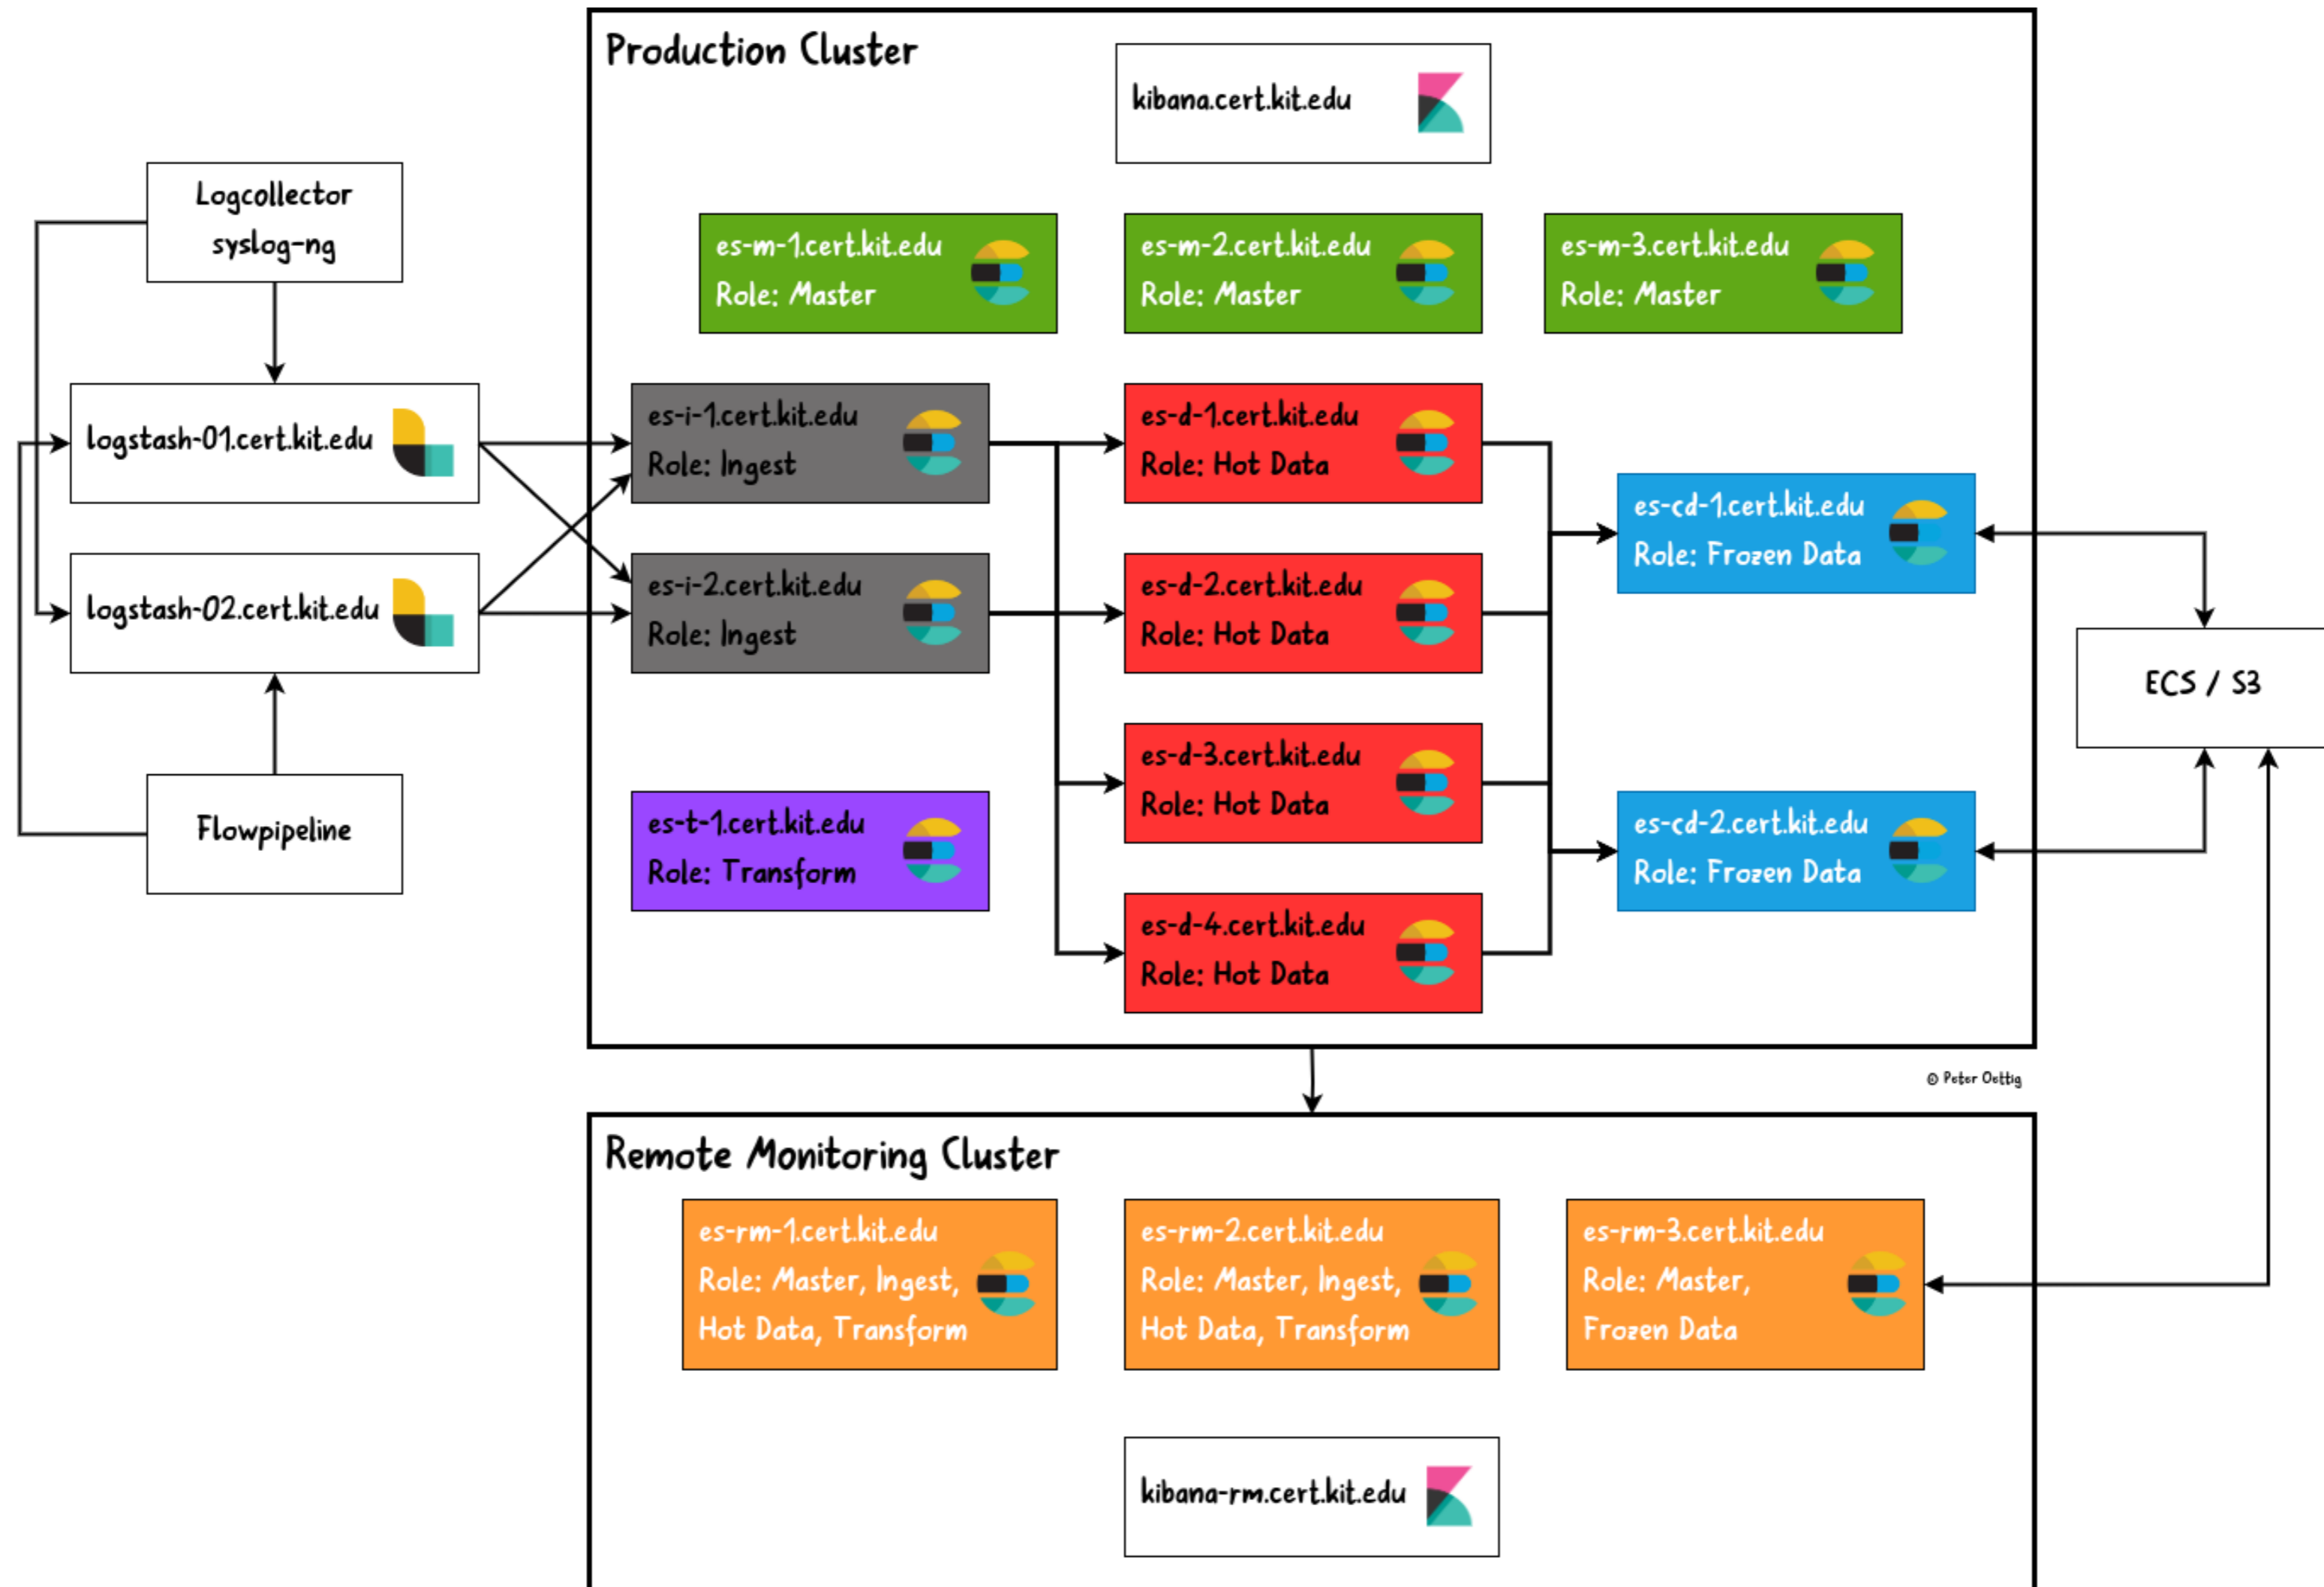 Production Cluster
kibana.cert.kit.edu
Logcollector
syslog-ng
es-m-1.cert.kit.edu
Role: Master
es-m-2.cert.kit.edu
Role: Master
es-m-3.cert.kit.edu
Role: Master
logstash-01.cert.kit.edu
es-i-1.cert.kit.edu
Role: Ingest
es-d-1.cert.kit.edu
Role: Hot Data
es-cd-1.cert.kit.edu
Role: Frozen Data
logstash-02.cert.kit.edu
es-i-2.cert.kit.edu
Role: Ingest
es-d-2.cert.kit.edu
Role: Hot Data
ECS / S3
es-d-3.cert.kit.edu
Role: Hot Data
Flowpipeline
es-t-1.cert.kit.edu
Role: Transform
es-cd-2.cert.kit.edu
Role: Frozen Data
es-d-4.cert.kit.edu
Role: Hot Data
© Peter Oettig
Remote Monitoring Cluster
es-rm-1.cert.kit.edu
Role: Master, Ingest,
Hot Data, Transform
es-rm-2.cert.kit.edu
Role: Master, Ingest,
Hot Data, Transform
es-rm-3.cert.kit.edu
Role: Master,
Frozen Data
kibana-rm.cert.kit.edu